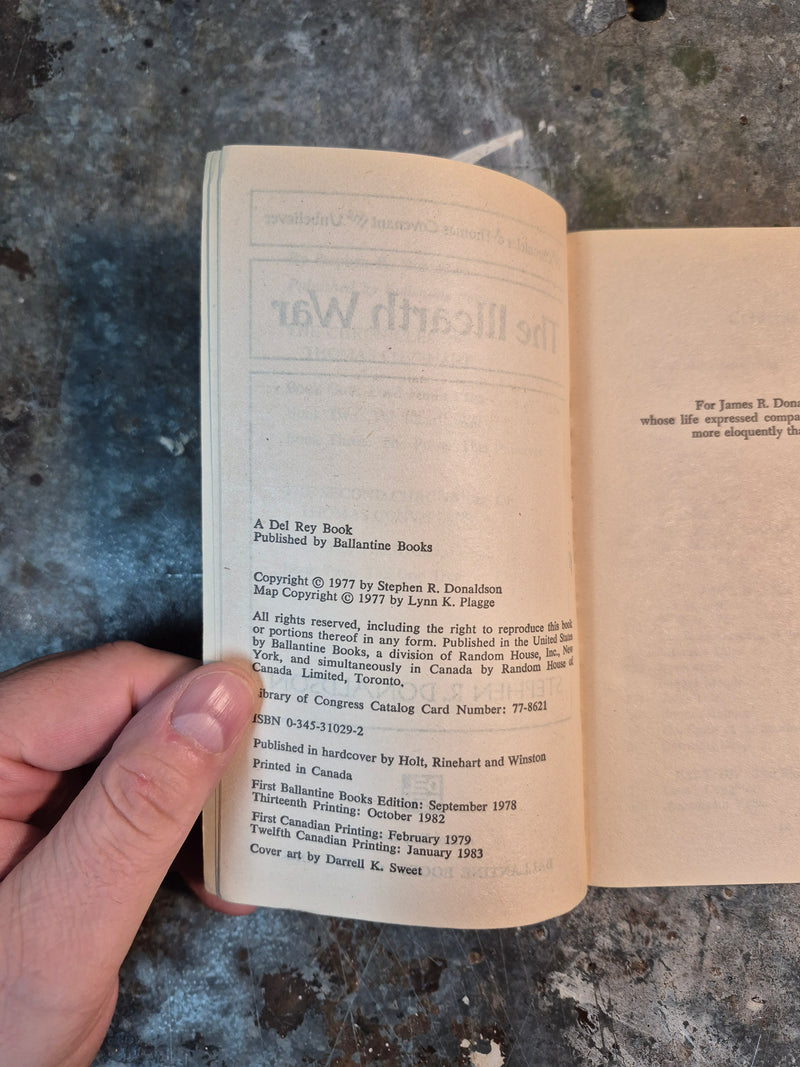 A Del Rey Book
Published by Ballantine Books
Copyright © 1977 by Stephen R. Donaldson
Map Copyright © 1977 by Lynn K. Plagge
All rights reserved, including the right to reproduce this book
or portions thereof in any form. Published in the United States
by Ballantine Books, a division of Random House, Inc., New
York, and simultaneously in Canada by Random House of
Canada Limited, Toronto.
Library of Congress Catalog Card Number: 77-8621
ISBN 0-345-31029-2
Published in hardcover by Holt, Rinehart and Winston
Printed in Canada
First Ballantine Books Edition: September 1978
Thirteenth Printing: October 1982
First Canadian Printing: February 1979
Twelfth Canadian Printing: January 1983
Cover art by Darrell K. Sweet
For James R. Dona
whose life expressed compa
more eloquently tha
The Illearth War
STEPHEN R. DONALDSON